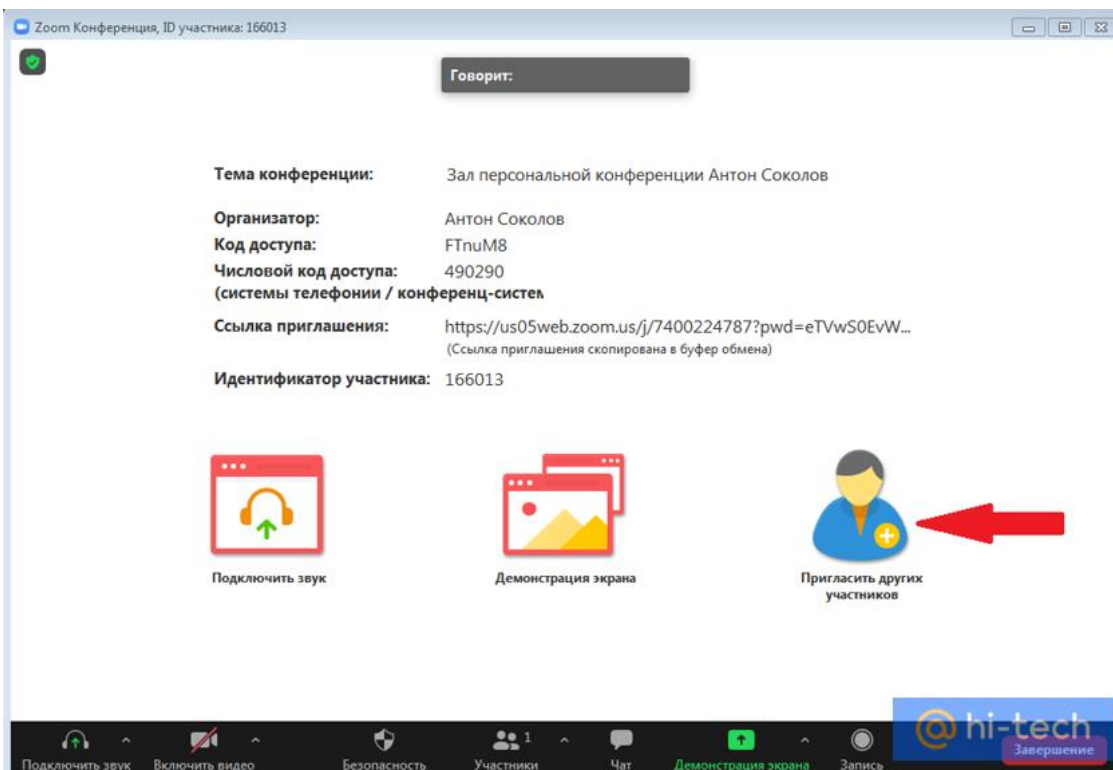 Zoom Конференция, ID участника: 166013
Говорит:
Тема конференции: Зал персональной конференции Антон Соколов
Организатор: Антон Соколов
Код доступа: FTnuM8
Числовой код доступа: 490290
(системы телефонии / конференц-систем
Ссылка приглашения: https://us05web.zoom.us/j/7400224787?pwd=eTVwS0EvW...
(Ссылка приглашения скопирована в буфер обмена)
Идентификатор участника: 166013
Подключить звук
Демонстрация экрана
Пригласить других
участников
@ hi-tech
1
Подключить звук Включить видео Безопасность Участники Чат Демонстрация экрана Запись Завершение